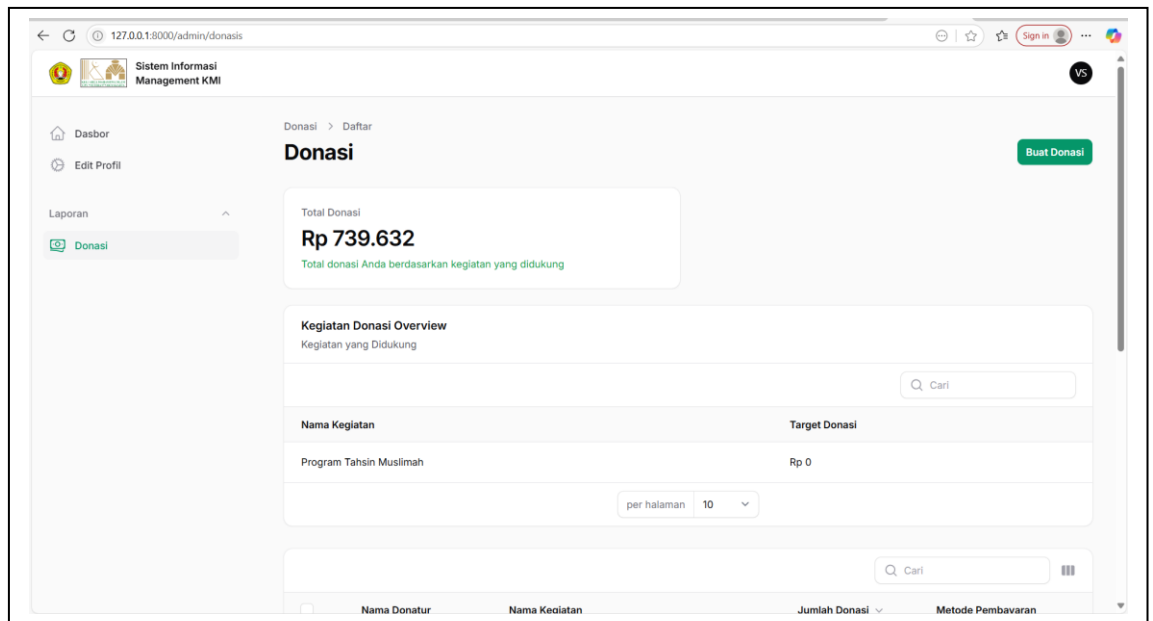 127.0.0.1:8000/admin/donasis
Sign in
Sistem Informasi
Management KMI
VS
Dasbor
Edit Profil
Laporan
Donasi
Donasi > Daftar
Donasi
Buat Donasi
Total Donasi
Rp 739.632
Total donasi Anda berdasarkan kegiatan yang didukung
Kegiatan Donasi Overview
Kegiatan yang Didukung
Cari
Nama Kegiatan Target Donasi
Program Tahsin Muslimah Rp 0
per halaman 10
Cari
Nama Donatur Nama Kegiatan Jumlah Donasi Metode Pembayaran